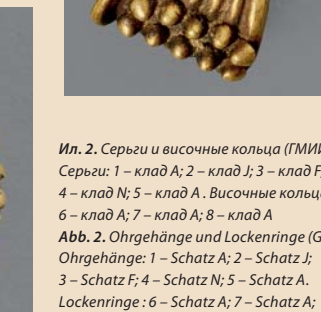 Ил. 2. Серьги и височные кольца (ГМИИ
Серьги: 1 – клад A; 2 – клад J; 3 – клад F;
4 – клад N; 5 – клад A . Височные кольца
6 – клад A; 7 – клад A; 8 – клад A
Abb. 2. Ohrgehänge und Lockenringe (G
Ohrgehänge: 1 – Schatz A; 2 – Schatz J;
3 – Schatz F; 4 – Schatz N; 5 – Schatz A.
Lockenringe : 6 – Schatz A; 7 – Schatz A;